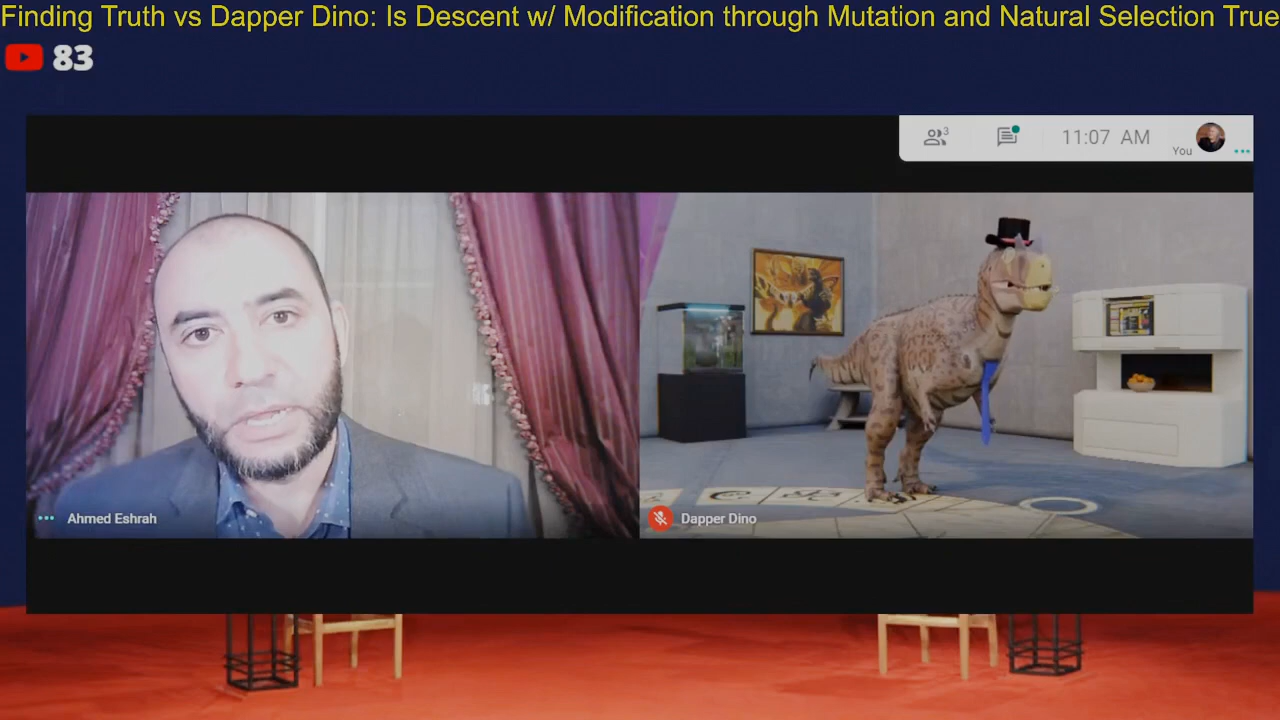 Finding Truth vs Dapper Dino: Is Descent w/ Modification through Mutation and Natural Selection True
83
3
11:07 AM
You
Ahmed Eshrah
Dapper Dino